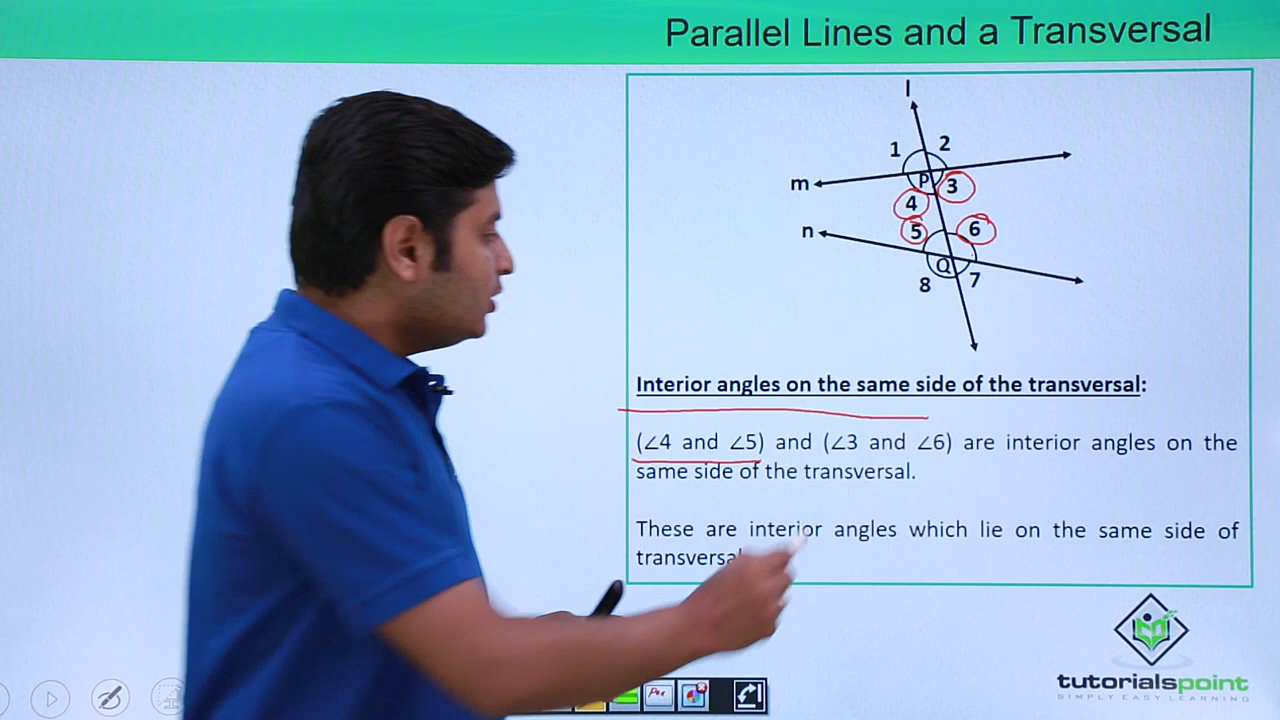 Parallel Lines and a Transversal
l
1 2
m P 3
4
n 5 6
Q
8 7
Interior angles on the same side of the transversal:
(∠4 and ∠5) and (∠3 and ∠6) are interior angles on the
same side of the transversal.
These are interior angles which lie on the same side of
transversal
tutorialspoint
SIMPLY EASY LEARNING
Pen